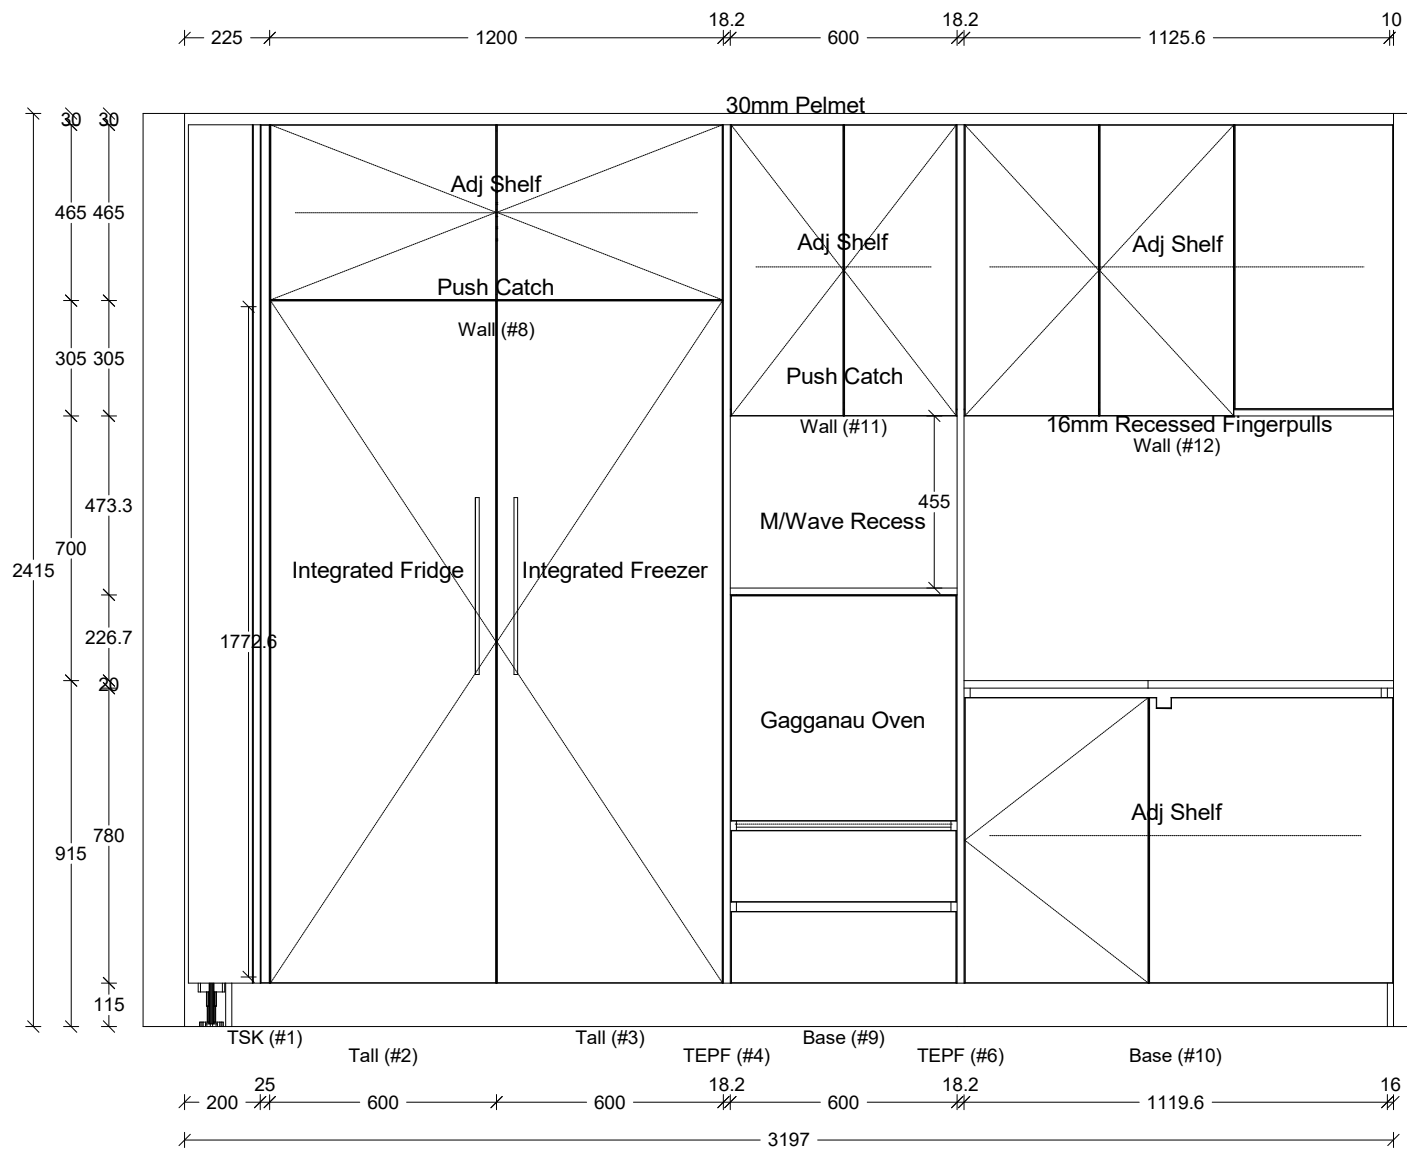 18.2 18.2 10
225 1200 600 1125.6
30mm Pelmet
30 30
Adj Shelf
465 465
Adj Shelf Adj Shelf
Push Catch
Wall (#8)
305 305
Push Catch
16mm Recessed Fingerpulls
Wall (#11)
Wall (#12)
455
473.3
M/Wave Recess
700
2415
Integrated Fridge Integrated Freezer
226.7
1772.6
20
Gagganau Oven
Adj Shelf
780
915
115
TSK (#1) Tall (#3) Base (#9)
Tall (#2) TEPF (#4) TEPF (#6) Base (#10)
25 18.2 18.2 16
200 600 600 600 1119.6
3197